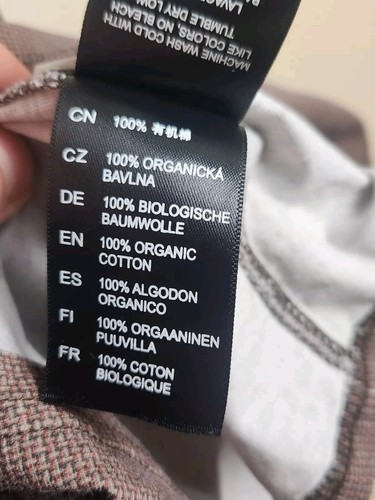 MACHINE WASH COLD WITH
LIKE COLORS, NO BLEACH
TUMBLE DRY LOW
CN 100% 有机棉
CZ 100% ORGANICKÁ
BAVLNA
DE 100% BIOLOGISCHE
BAUMWOLLE
EN 100% ORGANIC
COTTON
ES 100% ALGODON
ORGANICO
FI 100% ORGAANINEN
PUUVILLA
FR 100% COTON
BIOLOGIQUE